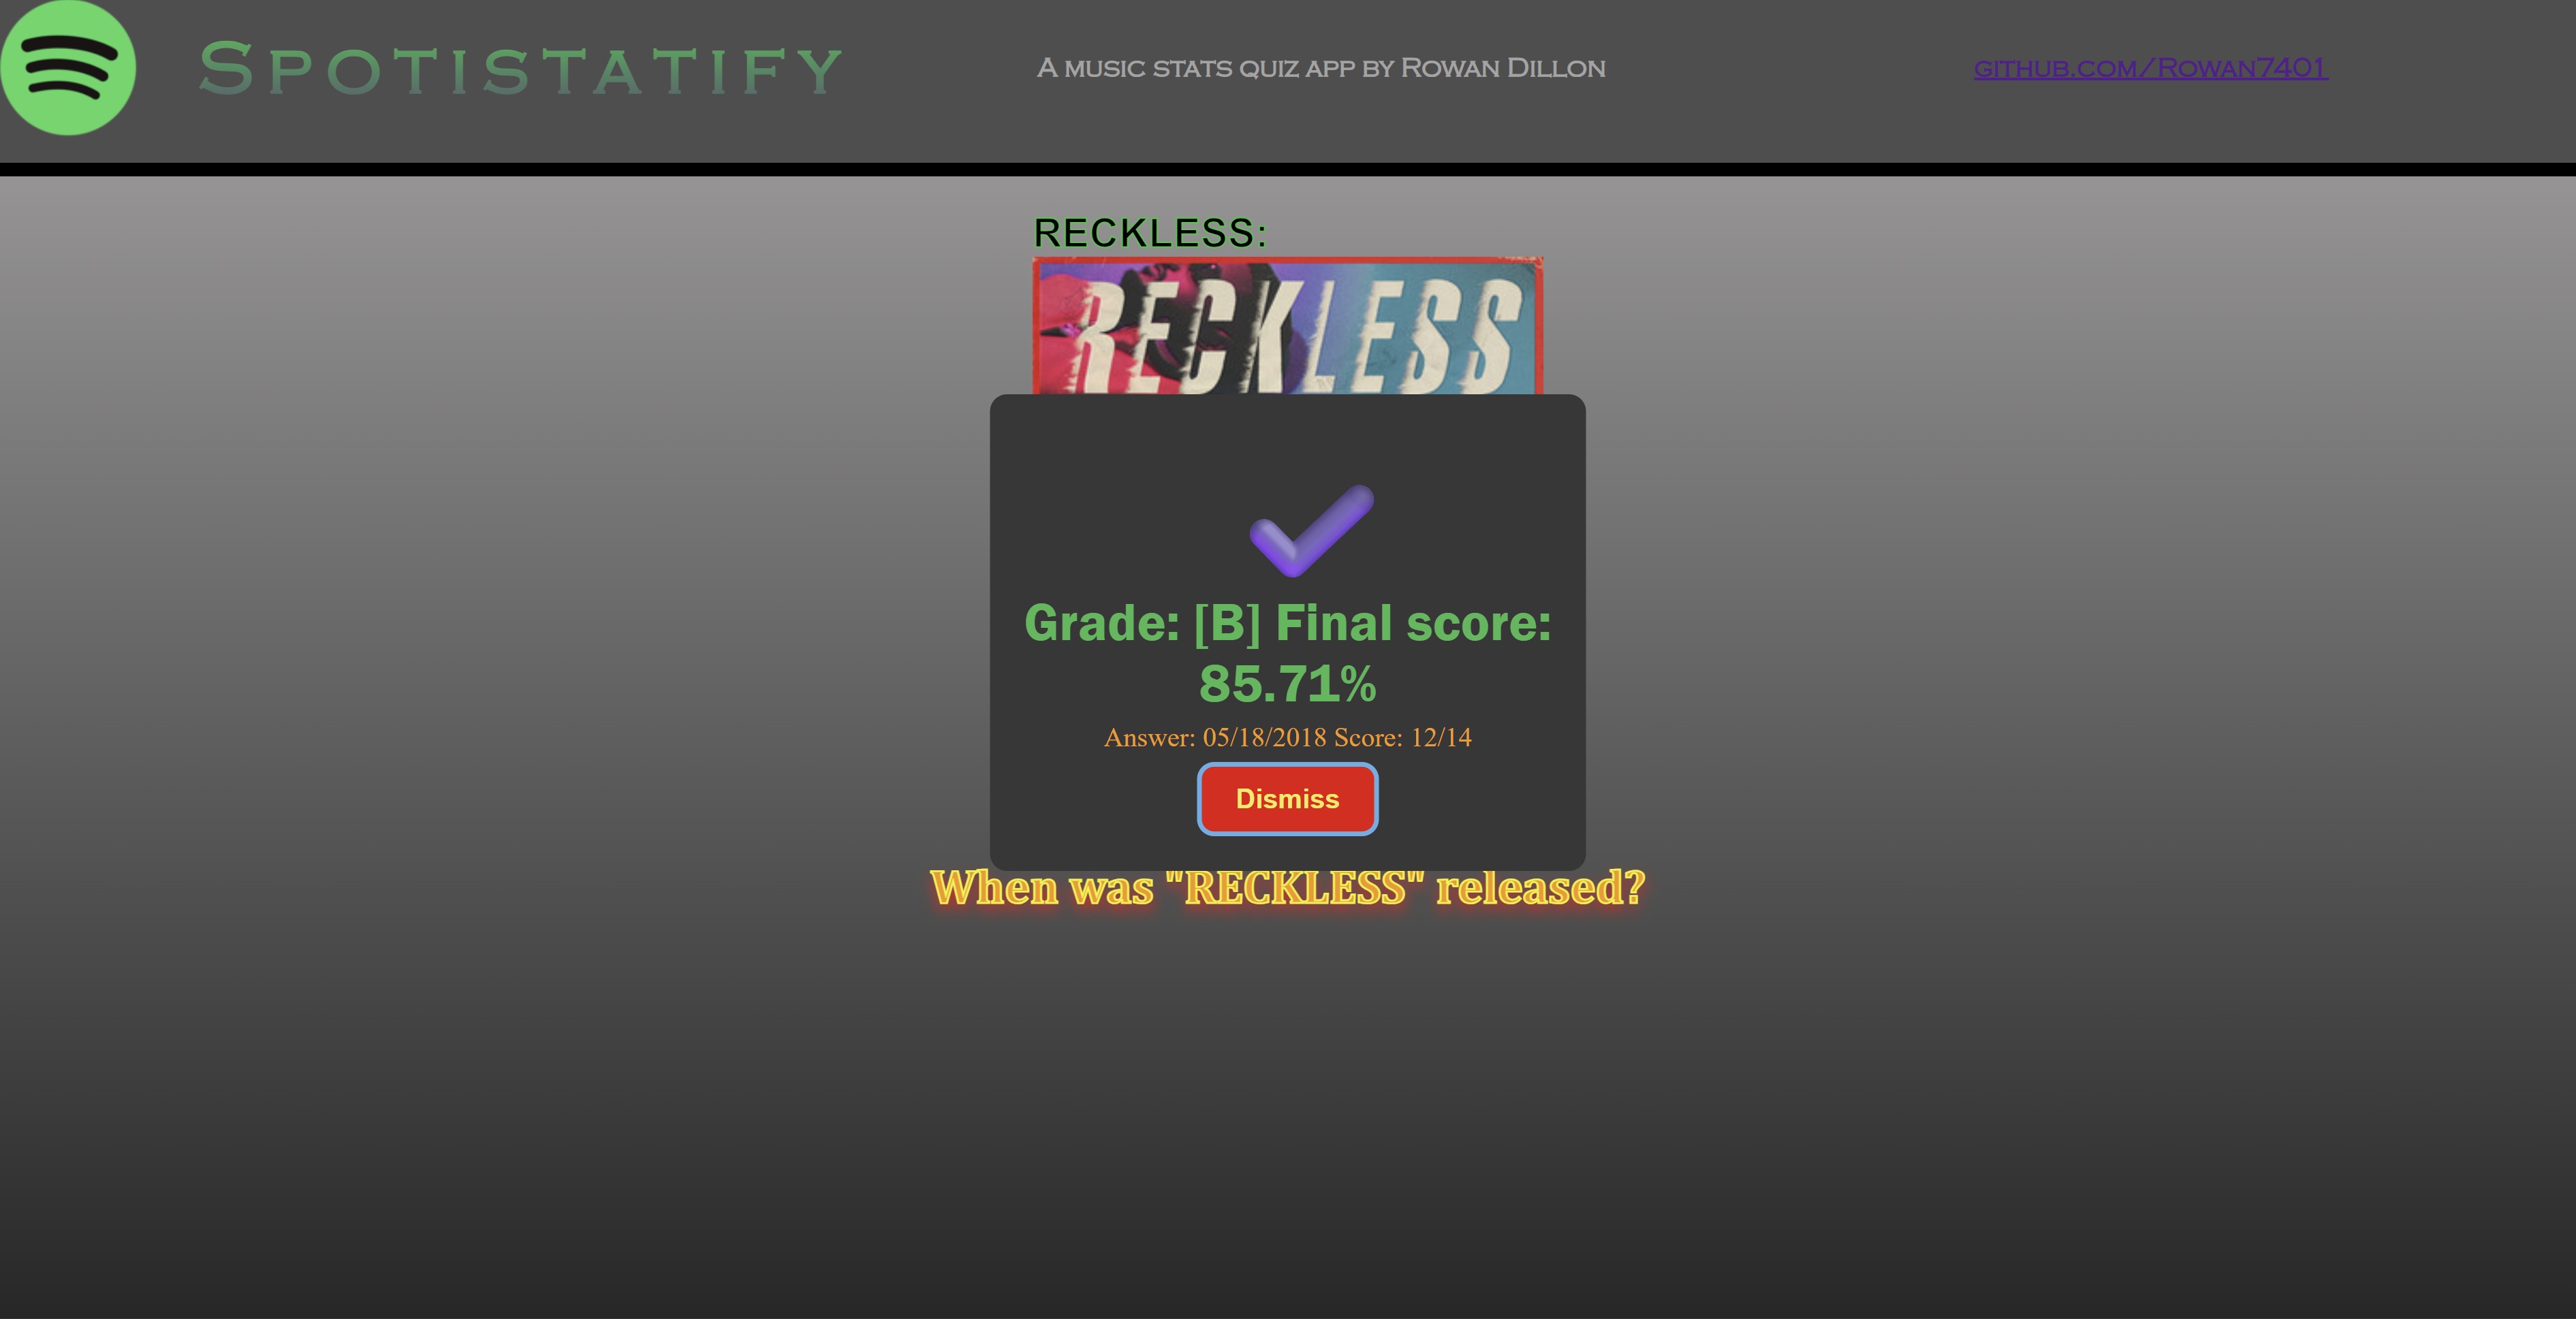 Spotistatify
A music stats quiz app by Rowan Dillon
github.com/Rowan7401
RECKLESS:
RECKLESS
Grade: [B] Final score:
85.71%
Answer: 05/18/2018 Score: 12/14
Dismiss
When was "RECKLESS" released?